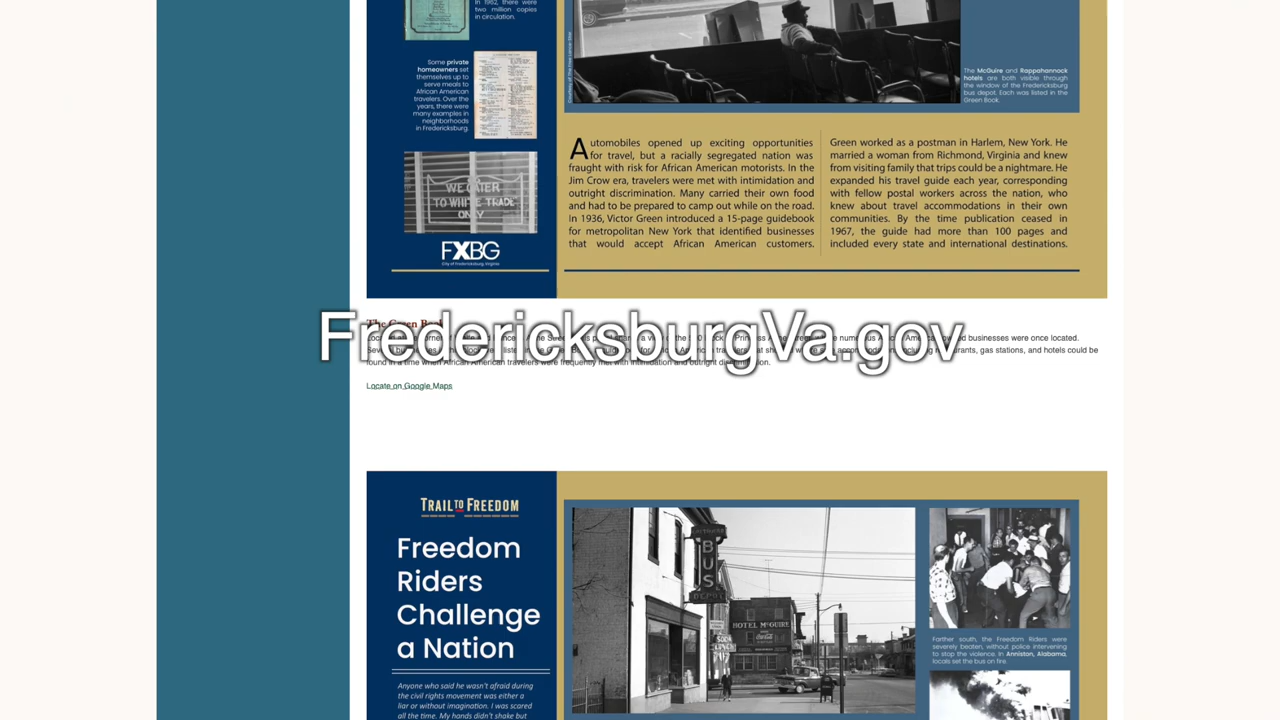 In 1962, there were
two million copies
in circulation.
Some private
homeowners set
themselves up to
serve meals to
African American
travelers. Over the
years, there were
many examples in
neighborhoods
in Fredericksburg.
WE CATER
TO WHITE TRADE
ONLY
FXBG
City of Fredericksburg, Virginia
The McGuire and Rappahannock
hotels are both visible through
the window of the Fredericksburg
bus depot. Each was listed in the
Green Book.
Automobiles opened up exciting opportunities
for travel, but a racially segregated nation was
fraught with risk for African American motorists. In the
Jim Crow era, travelers were met with intimidation and
outright discrimination. Many carried their own food
and had to be prepared to camp out while on the road.
In 1936, Victor Green introduced a 15-page guidebook
for metropolitan New York that identified businesses
that would accept African American customers.
Green worked as a postman in Harlem, New York. He
married a woman from Richmond, Virginia and knew
from visiting family that trips could be a nightmare. He
expanded his travel guide each year, corresponding
with fellow postal workers across the nation, who
knew about travel accommodations in their own
communities. By the time publication ceased in
1967, the guide had more than 100 pages and
included every state and international destinations.
The Green Book
FredericksburgVa.gov
businesses were once located.
gas stations, and hotels could be
found in a time when African American travelers were frequently met with intimidation and outright
Locate on Google Maps
TRAIL TO FREEDOM
Freedom
Riders
Challenge
a Nation
Anyone who said he wasn't afraid during
the civil rights movement was either a
liar or without imagination. I was scared
all the time. My hands didn't shake but
BUS
DEPOT
HOTEL McGUIRE
Farther south, the Freedom Riders were
severely beaten, without police intervening
to stop the violence. In Anniston, Alabama,
locals set the bus on fire.